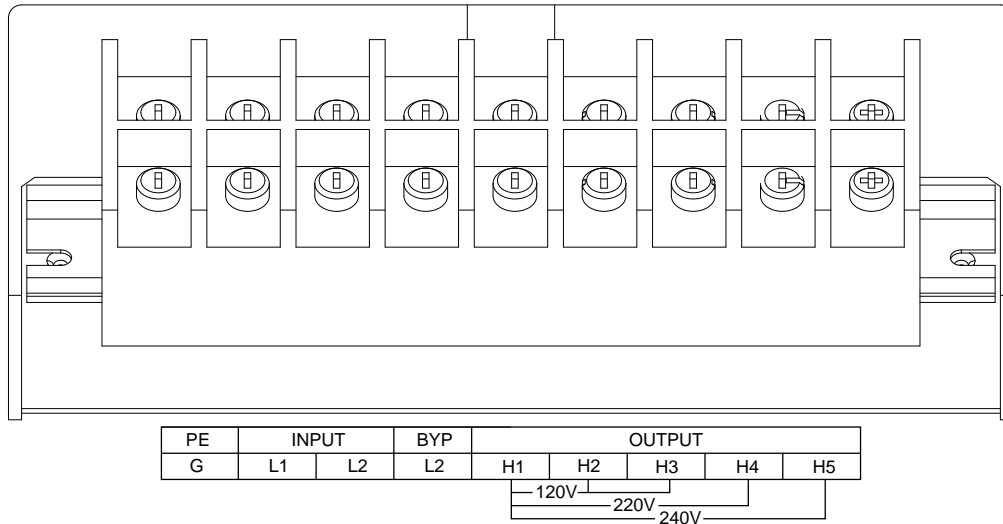 PE INPUT BYP OUTPUT
G L1 L2 L2 H1 H2 H3 H4 H5
120V
220V
240V